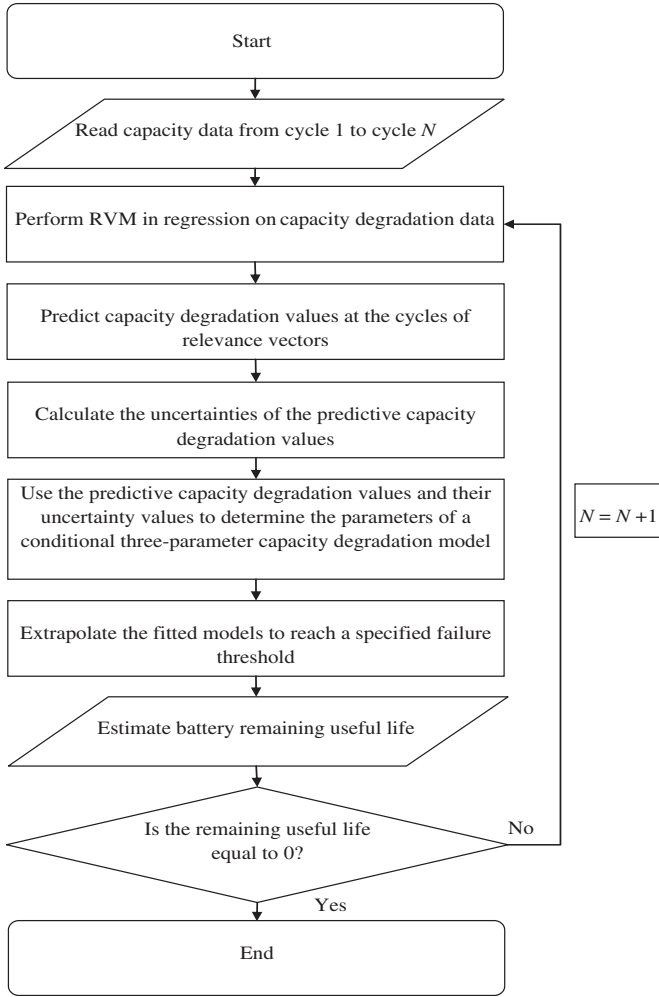 Start
Read capacity data from cycle 1 to cycle N
Perform RVM in regression on capacity degradation data
Predict capacity degradation values at the cycles of
relevance vectors
Calculate the uncertainties of the predictive capacity
degradation values
Use the predictive capacity degradation values and their
uncertainty values to determine the parameters of a
conditional three-parameter capacity degradation model
N = N +1
Extrapolate the fitted models to reach a specified failure
threshold
Estimate battery remaining useful life
Is the remaining useful life
equal to 0?
No
Yes
End